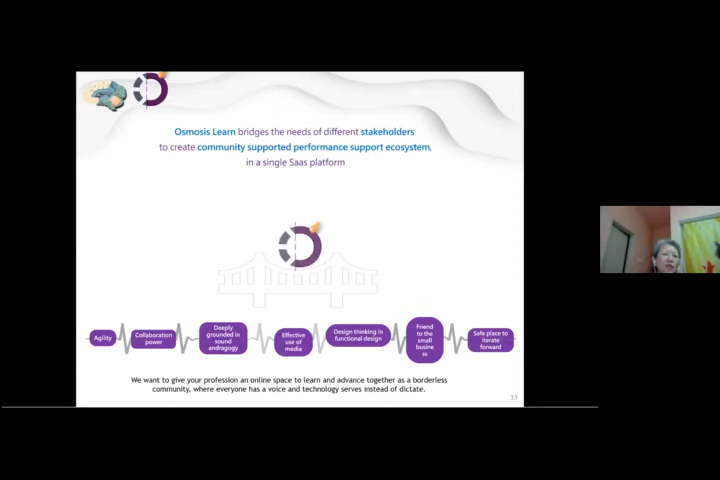 Osmosis Learn bridges the needs of different stakeholders
to create community supported performance support ecosystem,
in a single Saas platform
Agility
Collaboration
power
Deeply
grounded in
sound
andragogy
Effective
use of
media
Design thinking in
functional design
Friend
to the
small
busine
ss
Safe place to
iterate
forward
We want to give your profession an online space to learn and advance together as a borderless
community, where everyone has a voice and technology serves instead of dictate.
33